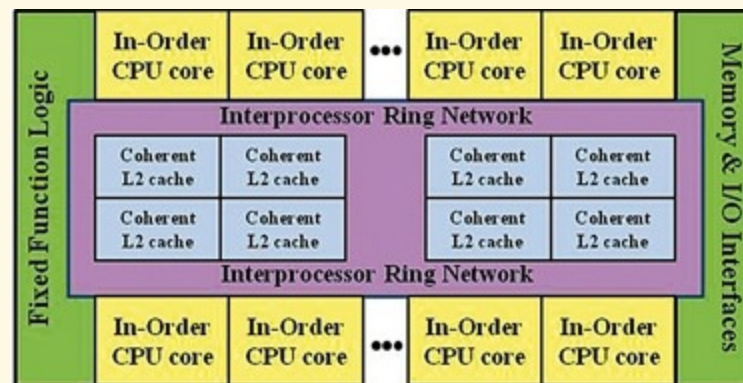 Fixed Function Logic
In-Order
CPU core
In-Order
CPU core
•••
In-Order
CPU core
In-Order
CPU core
Memory & I/O Interfaces
Interprocessor Ring Network
Coherent
L2 cache
Coherent
L2 cache
Coherent
L2 cache
Coherent
L2 cache
Coherent
L2 cache
Coherent
L2 cache
Coherent
L2 cache
Coherent
L2 cache
Interprocessor Ring Network
In-Order
CPU core
In-Order
CPU core
•••
In-Order
CPU core
In-Order
CPU core